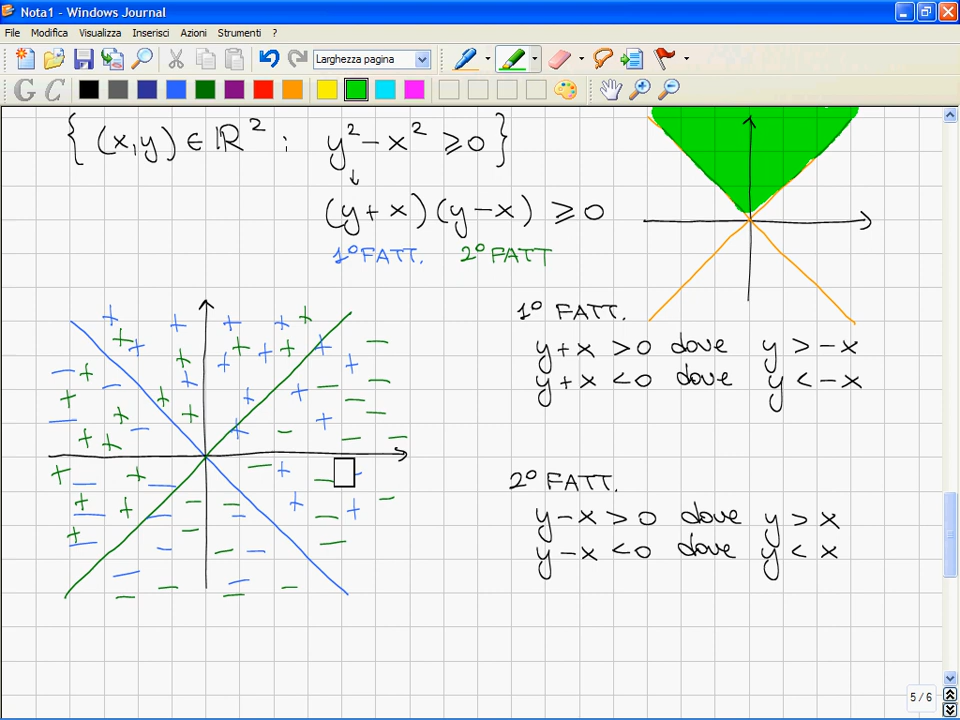 Nota1 - Windows Journal
File Modifica Visualizza Inserisci Azioni Strumenti ?
Larghezza pagina
G C
{ (x,y) ∈ ℝ² : y² - x² ⩾ 0 }
↓
(y + x) (y - x) ⩾ 0
1° FATT. 2° FATT
1° FATT.
y + x > 0 dove y > - x
y + x < 0 dove y < - x
2° FATT.
y - x > 0 dove y > x
y - x < 0 dove y < x
5 / 6